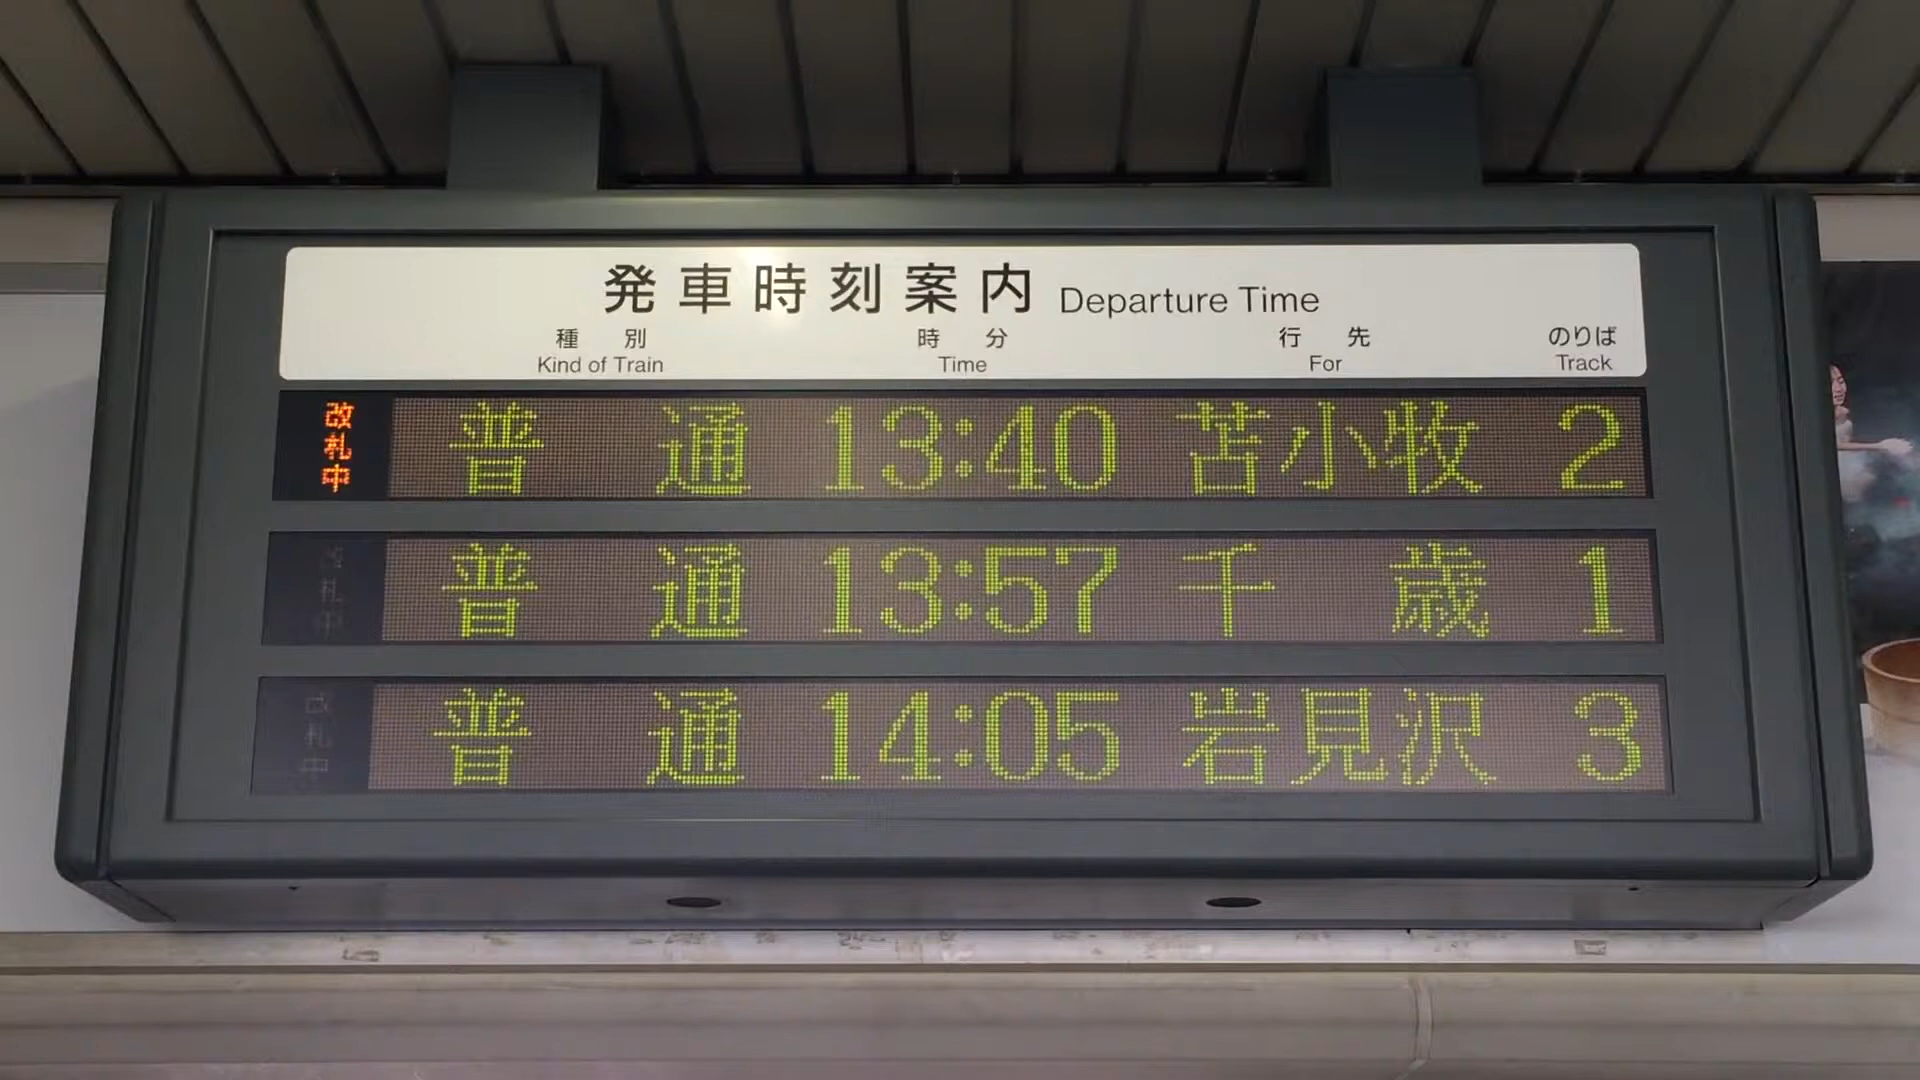 発車時刻案内 Departure Time
種別 時分 行先 のりば
Kind of Train Time For Track
改札中 普通 13:40 苫小牧 2
改札中 普通 13:57 千歳 1
改札中 普通 14:05 岩見沢 3